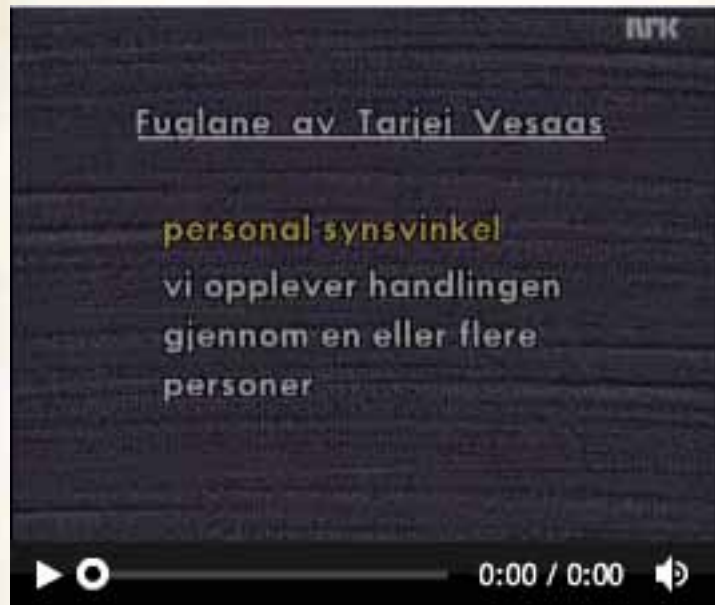 NRK
Fuglane av Tarjei Vesaas
personal synsvinkel
vi opplever handlingen
gjennom en eller flere
personer
0:00 / 0:00